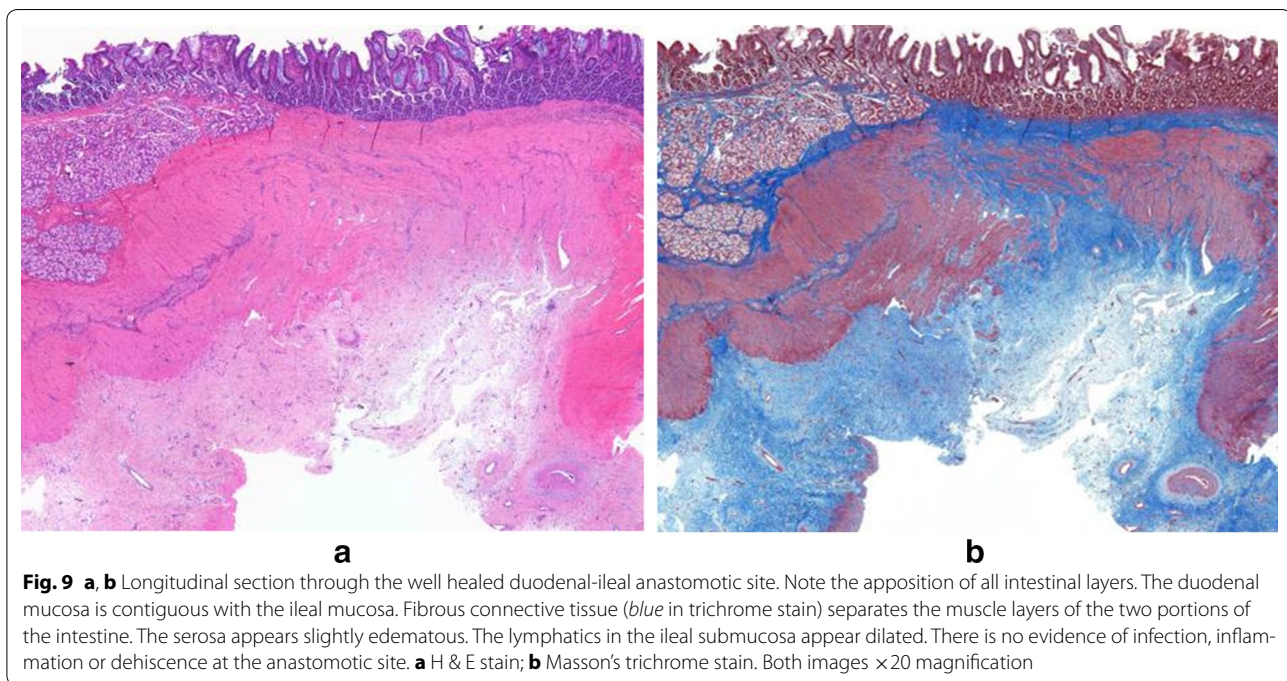 a b
Fig. 9 a, b Longitudinal section through the well healed duodenal-ileal anastomotic site. Note the apposition of all intestinal layers. The duodenal
mucosa is contiguous with the ileal mucosa. Fibrous connective tissue (blue in trichrome stain) separates the muscle layers of the two portions of
the intestine. The serosa appears slightly edematous. The lymphatics in the ileal submucosa appear dilated. There is no evidence of infection, inflam-
mation or dehiscence at the anastomotic site. a H & E stain; b Masson's trichrome stain. Both images ×20 magnification